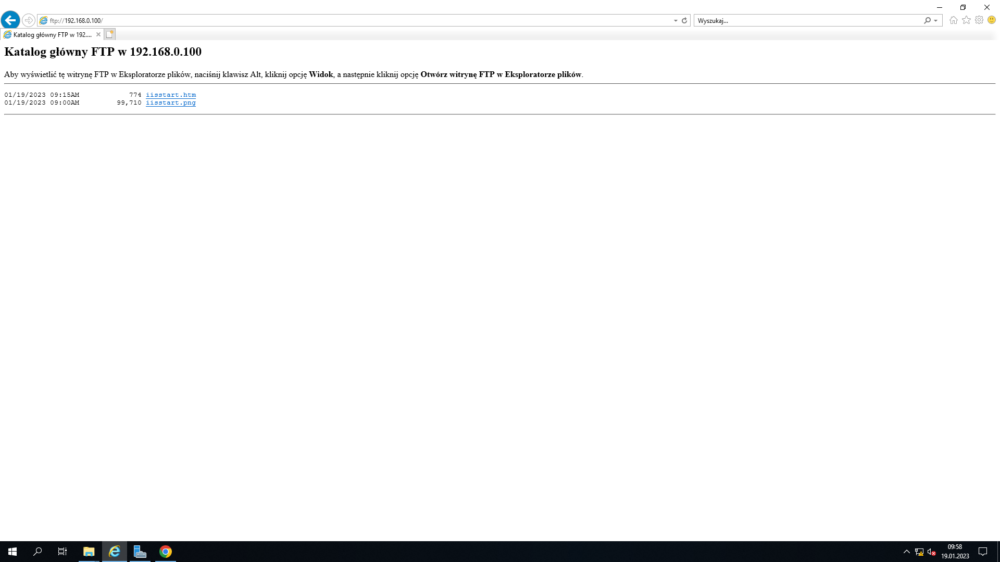 ftp://192.168.0.100/
Wyszukaj...
Katalog główny FTP w 192....
Katalog główny FTP w 192.168.0.100
Aby wyświetlić tę witrynę FTP w Eksploratorze plików, naciśnij klawisz Alt, kliknij opcję Widok, a następnie kliknij opcję Otwórz witrynę FTP w Eksploratorze plików.
01/19/2023 09:15AM 774 iisstart.htm
01/19/2023 09:00AM 99,710 iisstart.png
09:58
19.01.2023